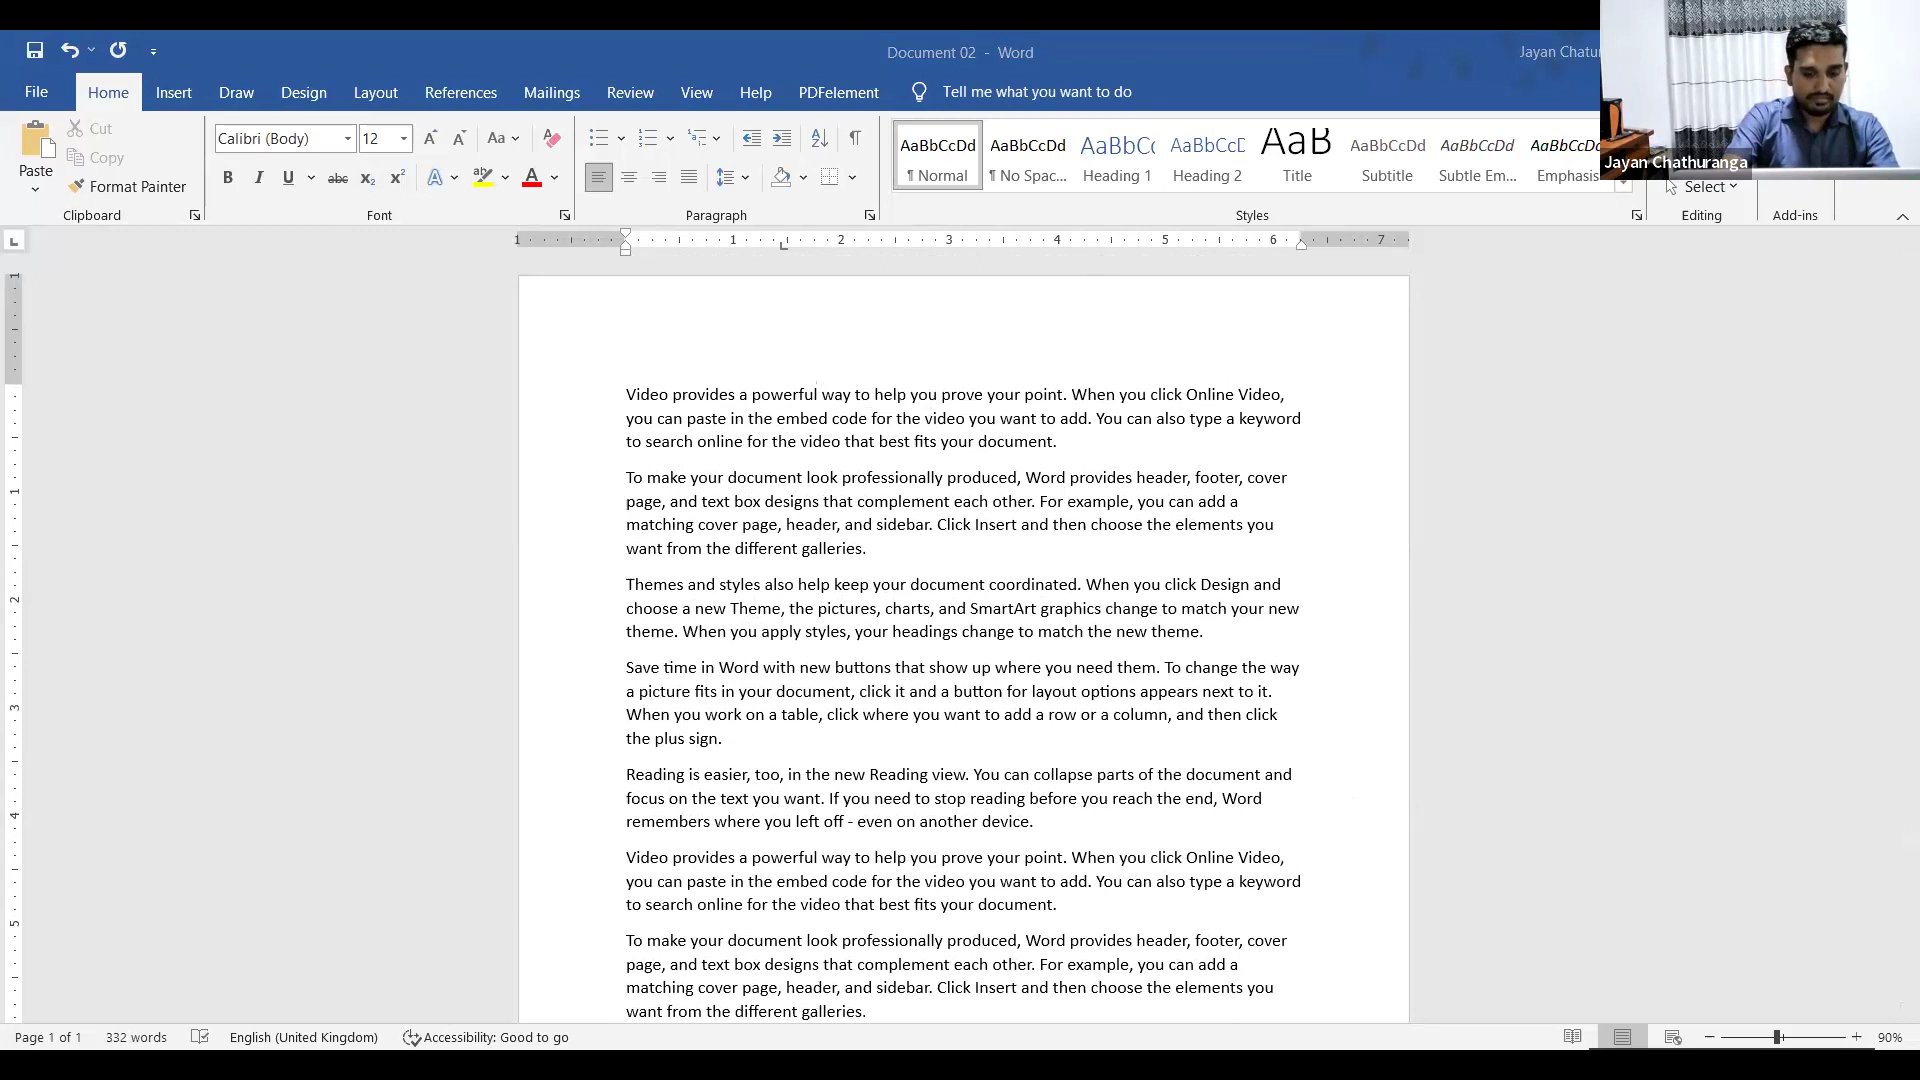 Document 02 - Word
Jayan Chatur
File Home Insert Draw Design Layout References Mailings Review View Help PDFelement Tell me what you want to do
Paste
Cut
Copy
Format Painter
Clipboard
Calibri (Body) 12
Aa
B I U abc x₂ x² A ab A
Font
Paragraph
AaBbCcDd AaBbCcDd AaBbCc AaBbCcD AaB AaBbCcDd AaBbCcDd AaBbCcDd
¶ Normal ¶ No Spac... Heading 1 Heading 2 Title Subtitle Subtle Em... Emphasis
Styles
Jayan Chathuranga
Select
Editing
Add-ins
1 1 2 3 4 5 6 7
Video provides a powerful way to help you prove your point. When you click Online Video,
you can paste in the embed code for the video you want to add. You can also type a keyword
to search online for the video that best fits your document.
To make your document look professionally produced, Word provides header, footer, cover
page, and text box designs that complement each other. For example, you can add a
matching cover page, header, and sidebar. Click Insert and then choose the elements you
want from the different galleries.
Themes and styles also help keep your document coordinated. When you click Design and
choose a new Theme, the pictures, charts, and SmartArt graphics change to match your new
theme. When you apply styles, your headings change to match the new theme.
Save time in Word with new buttons that show up where you need them. To change the way
a picture fits in your document, click it and a button for layout options appears next to it.
When you work on a table, click where you want to add a row or a column, and then click
the plus sign.
Reading is easier, too, in the new Reading view. You can collapse parts of the document and
focus on the text you want. If you need to stop reading before you reach the end, Word
remembers where you left off - even on another device.
Video provides a powerful way to help you prove your point. When you click Online Video,
you can paste in the embed code for the video you want to add. You can also type a keyword
to search online for the video that best fits your document.
To make your document look professionally produced, Word provides header, footer, cover
page, and text box designs that complement each other. For example, you can add a
matching cover page, header, and sidebar. Click Insert and then choose the elements you
want from the different galleries.
1
1
2
3
4
5
Page 1 of 1 332 words English (United Kingdom) Accessibility: Good to go 90%